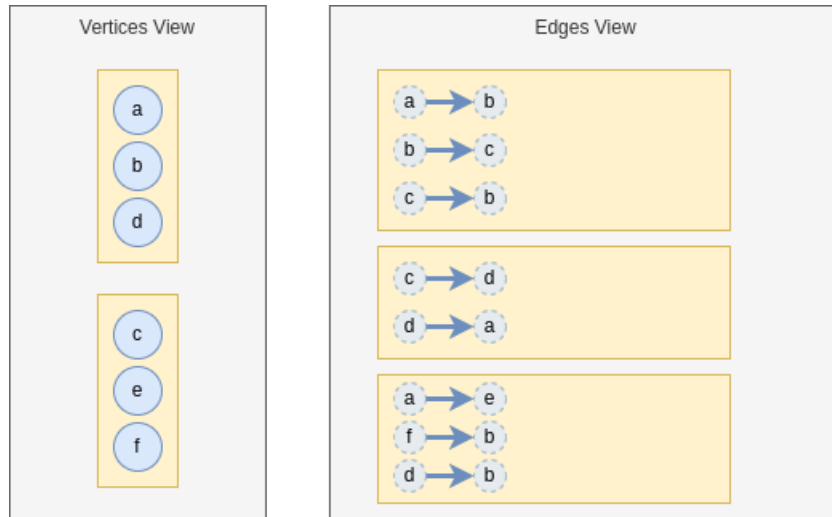 Vertices View
a
b
d
c
e
f
Edges View
a b
b c
c b
c d
d a
a e
f b
d b